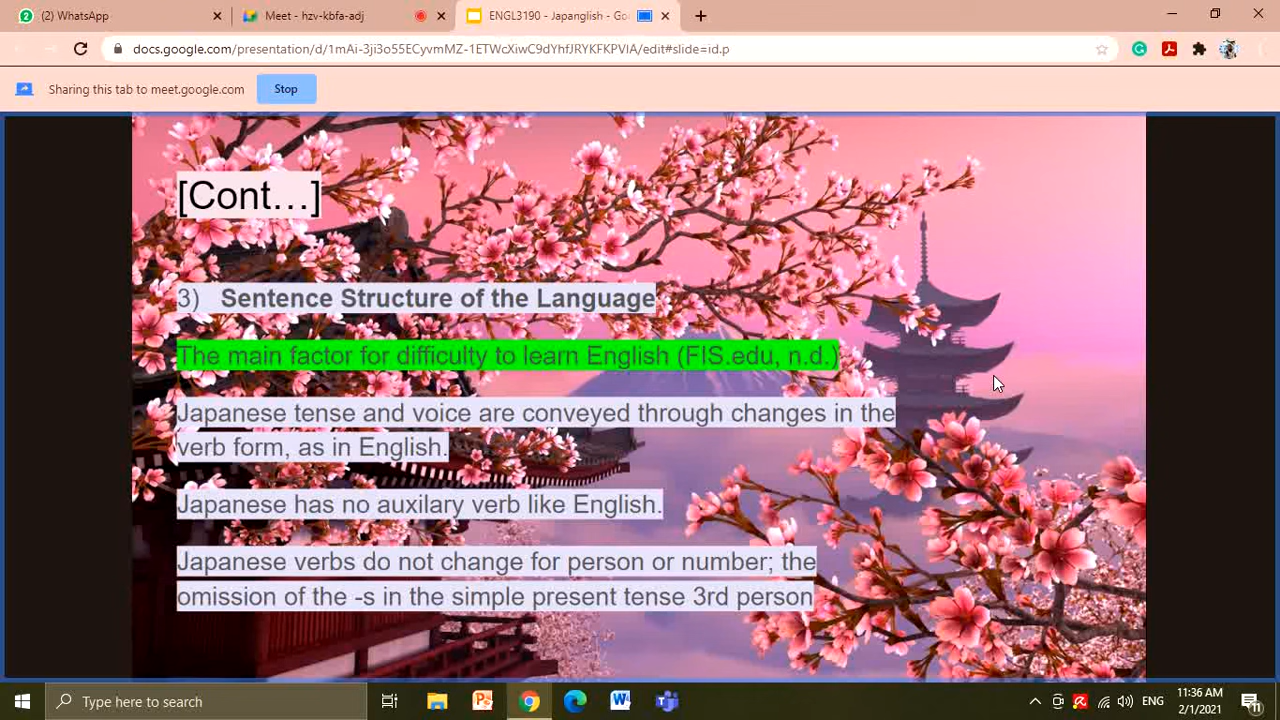 (2) WhatsApp
Meet - hzv-kbfa-adj
ENGL3190 - Japanglish - Go
docs.google.com/presentation/d/1mAi-3ji3o55ECyvmMZ-1ETWcXiwC9dYhfJRYKFKPVIA/edit#slide=id.p
Sharing this tab to meet.google.com
Stop
[Cont…]
3) Sentence Structure of the Language
The main factor for difficulty to learn English (FIS.edu, n.d.)
Japanese tense and voice are conveyed through changes in the
verb form, as in English.
Japanese has no auxilary verb like English.
Japanese verbs do not change for person or number; the
omission of the -s in the simple present tense 3rd person
Type here to search
ENG
11:36 AM
2/1/2021